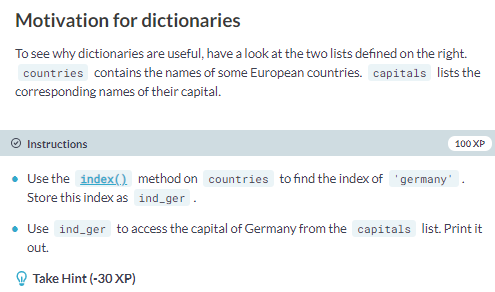 Motivation for dictionaries
To see why dictionaries are useful, have a look at the two lists defined on the right.
countries contains the names of some European countries. capitals lists the
corresponding names of their capital.
Instructions 100 XP
Use the index() method on countries to find the index of 'germany' .
Store this index as ind_ger .
Use ind_ger to access the capital of Germany from the capitals list. Print it
out.
Take Hint (-30 XP)